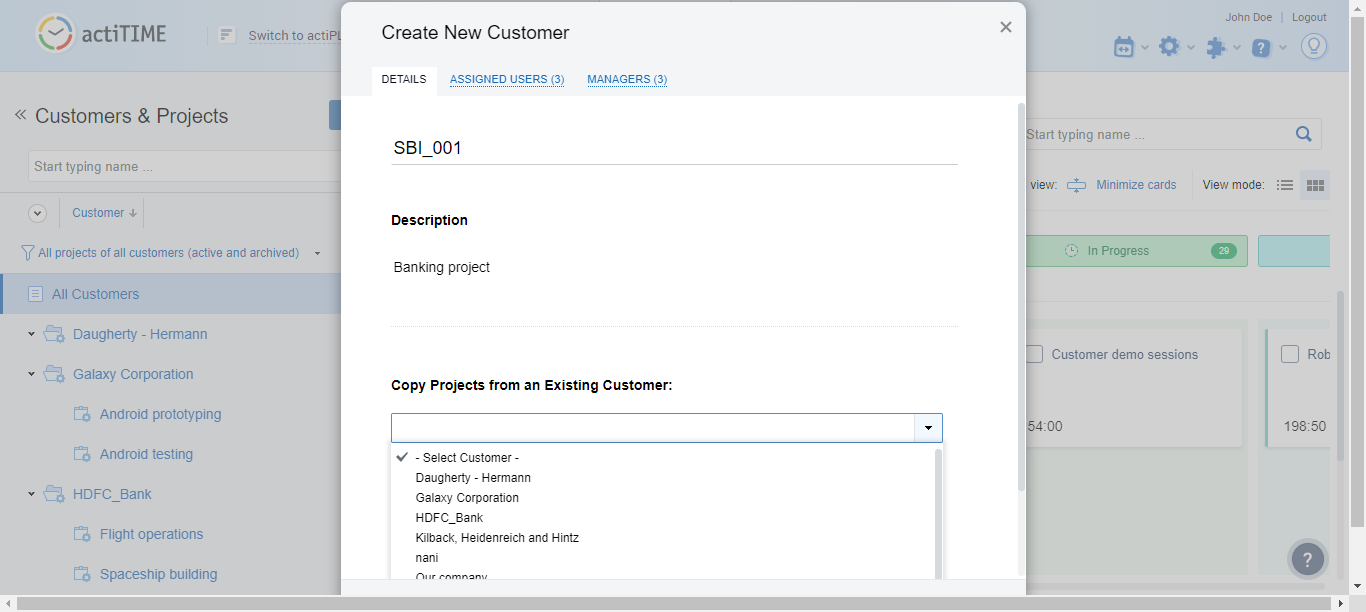 actiTIME
Switch to actiPL
Create New Customer
John Doe
Logout
DETAILS
ASSIGNED USERS (3)
MANAGERS (3)
Customers & Projects
SBI_001
Start typing name ...
Start typing name ...
Description
Banking project
view:
Minimize cards
View mode:
Customer
All projects of all customers (active and archived)
In Progress
29
All Customers
Daugherty - Hermann
Galaxy Corporation
Android prototyping
Android testing
HDFC_Bank
Flight operations
Spaceship building
Copy Projects from an Existing Customer:
- Select Customer -
Daugherty - Hermann
Galaxy Corporation
HDFC_Bank
Kilback, Heidenreich and Hintz
nani
Our company
Customer demo sessions
54:00
Rob
198:50
?
?